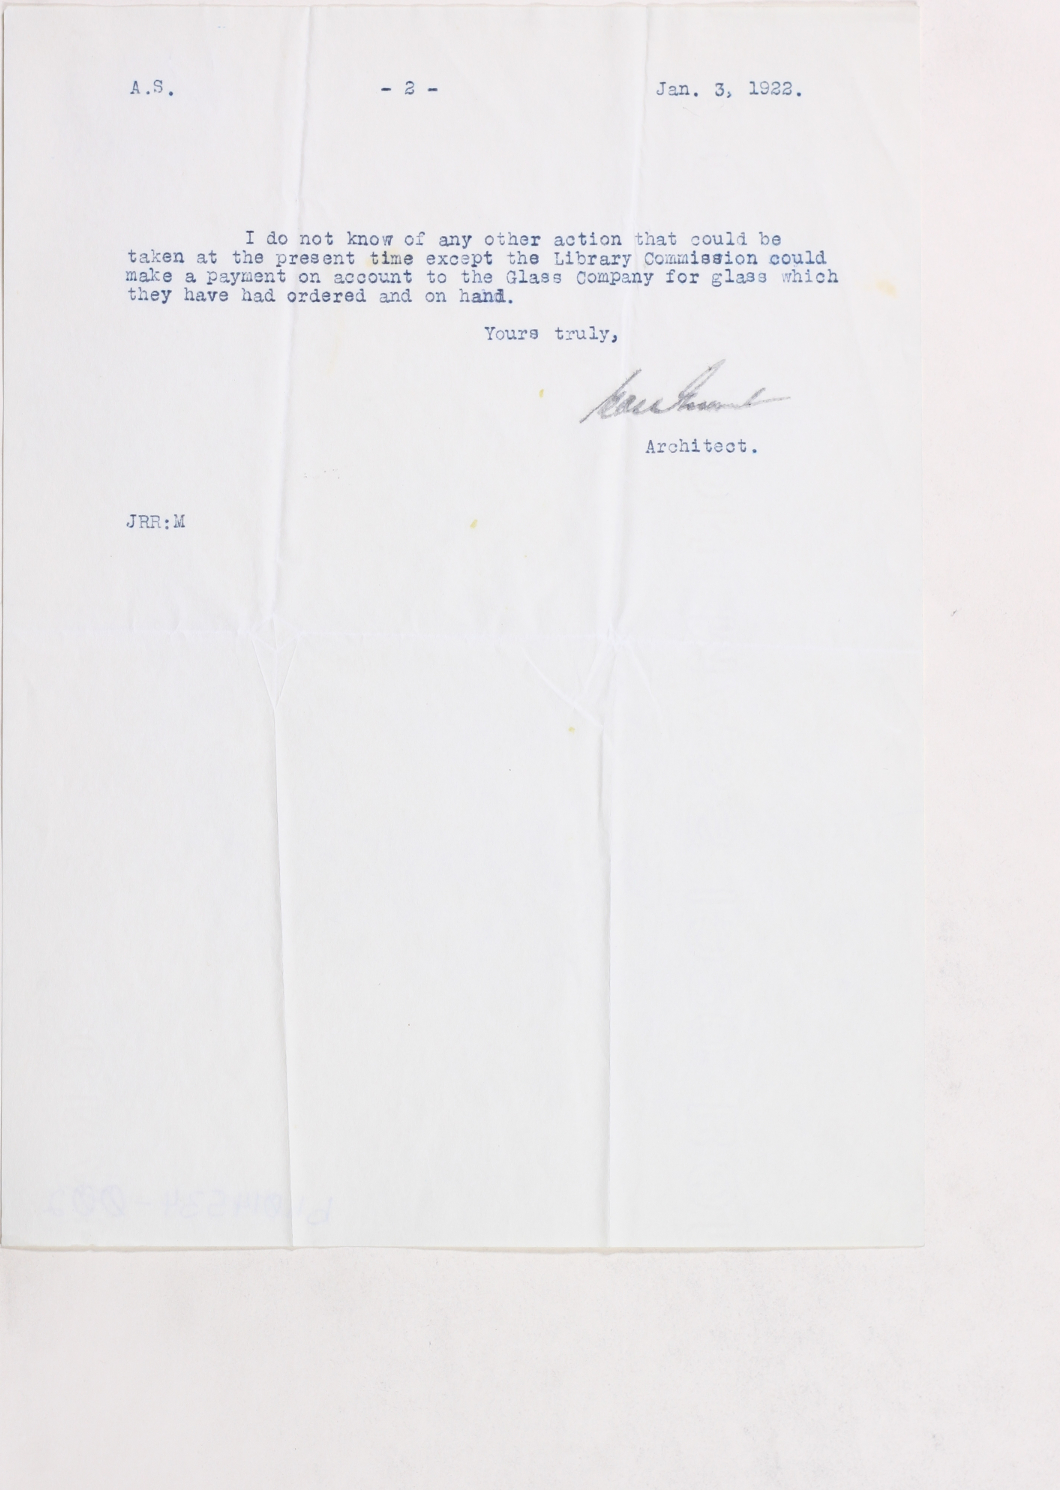 A.S. - 2 - Jan. 3, 1922.
I do not know of any other action that could be
taken at the present time except the Library Commission could
make a payment on account to the Glass Company for glass which
they have had ordered and on hand.
Yours truly,
Architect.
JRR:M